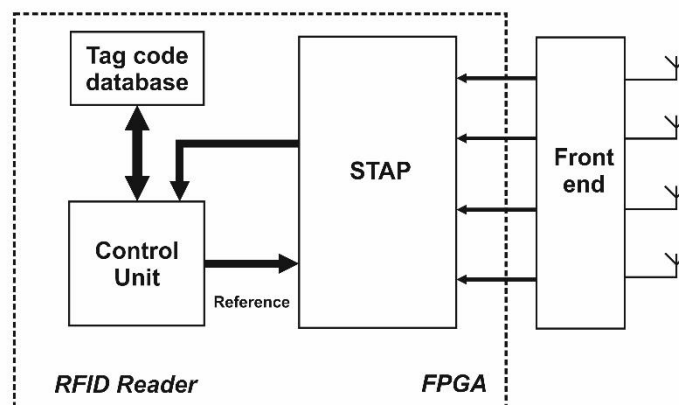 Tag code
database
STAP
Front
end
Control
Unit
Reference
RFID Reader
FPGA